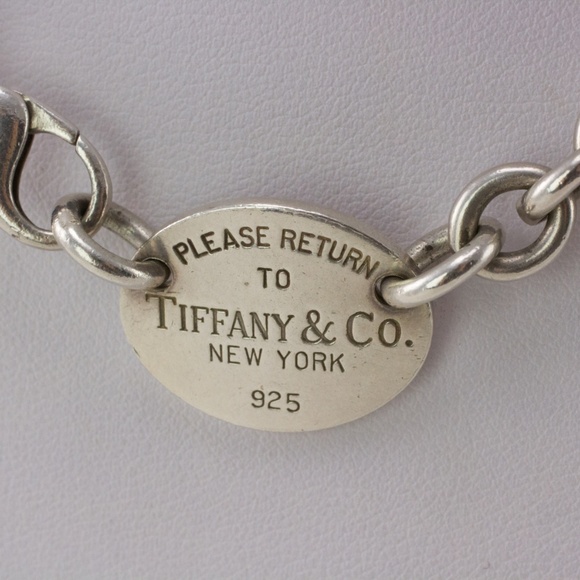 PLEASE RETURN
TO
TIFFANY & CO.
NEW YORK
925